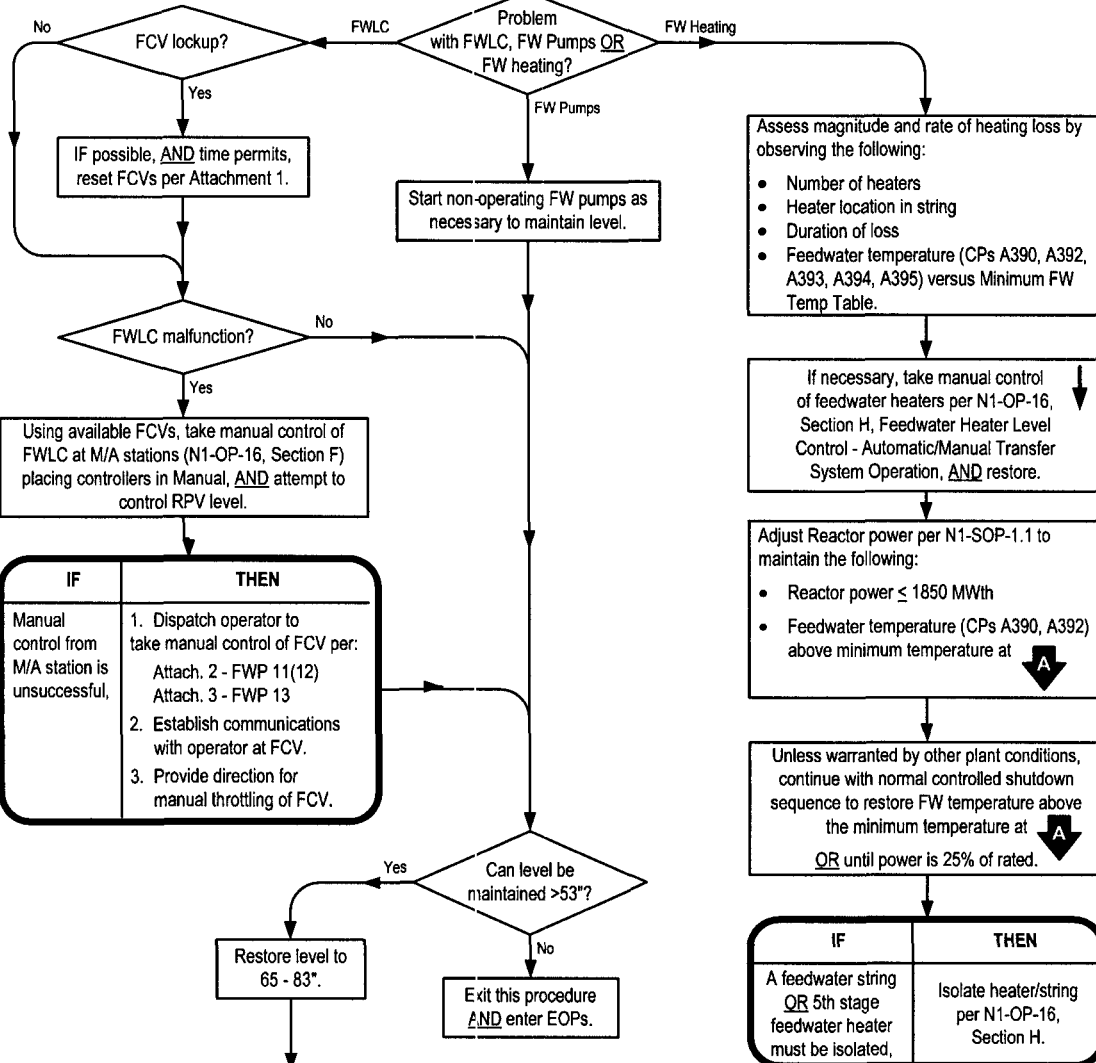 Problem
with FWLC, FW Pumps OR
FW heating?
FWLC
FW Heating
FW Pumps
FCV lockup?
No
Yes
IF possible, AND time permits,
reset FCVs per Attachment 1.
FWLC malfunction?
No
Yes
Using available FCVs, take manual control of
FWLC at M/A stations (N1-OP-16, Section F)
placing controllers in Manual, AND attempt to
control RPV level.
IF
THEN
Manual
control from
M/A station is
unsuccessful,
1. Dispatch operator to
take manual control of FCV per:
Attach. 2 - FWP 11(12)
Attach. 3 - FWP 13
2. Establish communications
with operator at FCV.
3. Provide direction for
manual throttling of FCV.
Start non-operating FW pumps as
necessary to maintain level.
Can level be
maintained >53"?
Yes
No
Restore level to
65 - 83".
Exit this procedure
AND enter EOPs.
Assess magnitude and rate of heating loss by
observing the following:
• Number of heaters
• Heater location in string
• Duration of loss
• Feedwater temperature (CPs A390, A392,
A393, A394, A395) versus Minimum FW
Temp Table.
If necessary, take manual control
of feedwater heaters per N1-OP-16,
Section H, Feedwater Heater Level
Control - Automatic/Manual Transfer
System Operation, AND restore.
Adjust Reactor power per N1-SOP-1.1 to
maintain the following:
• Reactor power ≤ 1850 MWth
• Feedwater temperature (CPs A390, A392)
above minimum temperature at A
Unless warranted by other plant conditions,
continue with normal controlled shutdown
sequence to restore FW temperature above
the minimum temperature at A
OR until power is 25% of rated.
IF
THEN
A feedwater string
OR 5th stage
feedwater heater
must be isolated,
Isolate heater/string
per N1-OP-16,
Section H.